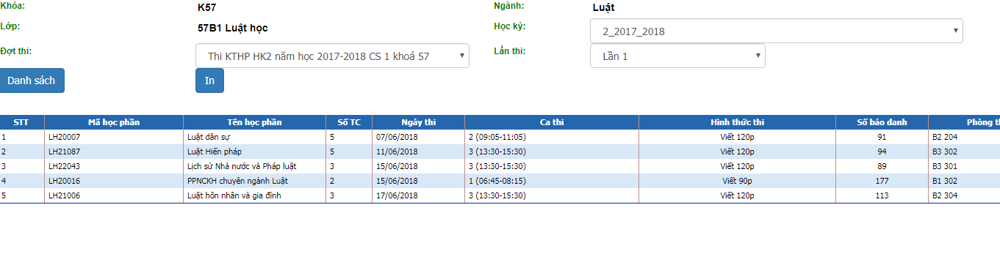 Khóa: K57 Ngành: Luật
Lớp: 57B1 Luật học Học kỳ: 2_2017_2018
Đợt thi: Thi KTHP HK2 năm học 2017-2018 CS 1 khoá 57 Lần thi: Lần 1
Danh sách In
STT Mã học phần Tên học phần Số TC Ngày thi Ca thi Hình thức thi Số báo danh Phòng th
1 LH20007 Luật dân sự 5 07/06/2018 2 (09:05-11:05) Viết 120p 91 B2 204
2 LH21087 Luật Hiến pháp 5 11/06/2018 3 (13:30-15:30) Viết 120p 94 B3 302
3 LH22043 Lịch sử Nhà nước và Pháp luật 3 15/06/2018 3 (13:30-15:30) Viết 120p 89 B3 301
4 LH20016 PPNCKH chuyên ngành Luật 2 15/06/2018 1 (06:45-08:15) Viết 90p 177 B1 302
5 LH21006 Luật hôn nhân và gia đình 3 17/06/2018 3 (13:30-15:30) Viết 120p 113 B2 304